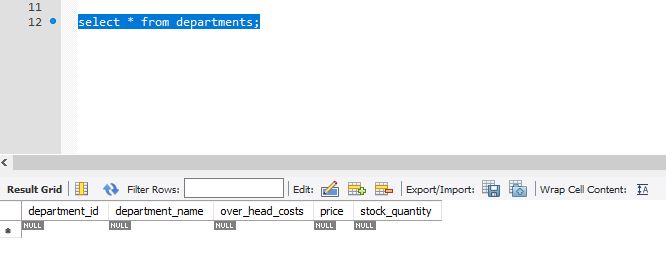 11
12 select * from departments;
Result Grid Filter Rows: Edit: Export/Import: Wrap Cell Content: IA
department_id department_name over_head_costs price stock_quantity
NULL NULL NULL NULL NULL